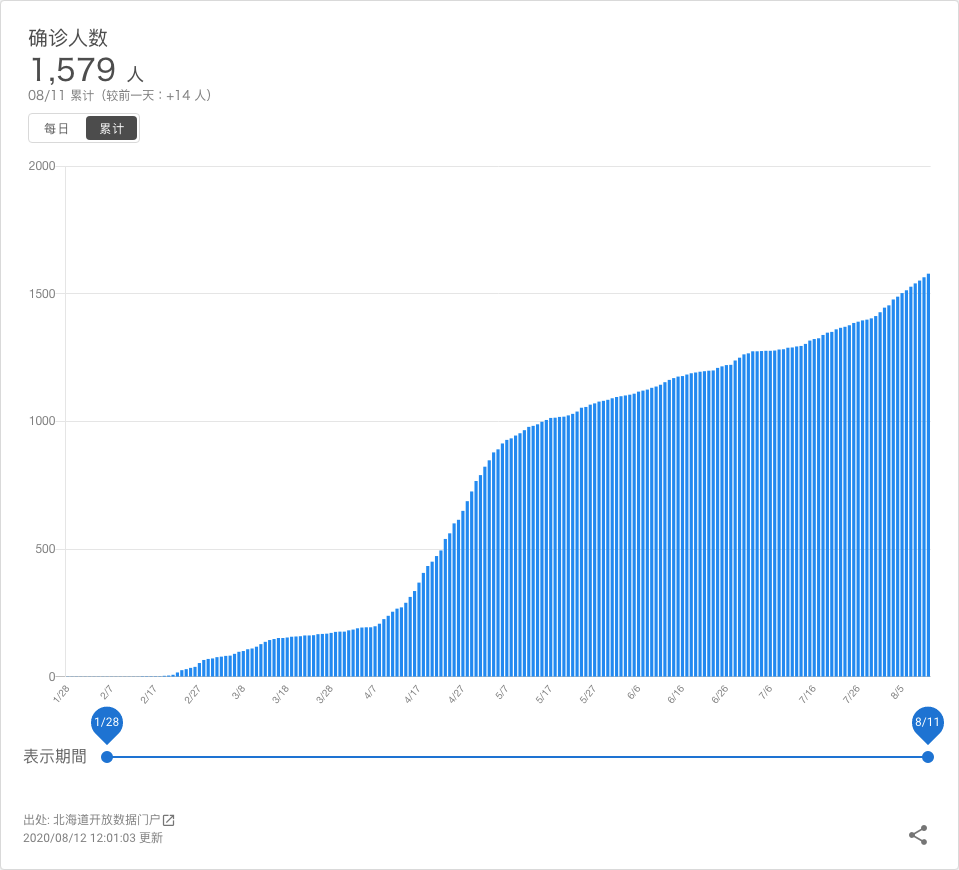 确诊人数
1,579 人
08/11 累计（较前一天：+14 人）
每日 累计
2000
1500
1000
500
0
1/28 2/7 2/17 2/27 3/8 3/18 3/28 4/7 4/17 4/27 5/7 5/17 5/27 6/6 6/16 6/26 7/6 7/16 7/26 8/5
1/28 8/11
表示期間
出处: 北海道开放数据门户
2020/08/12 12:01:03 更新